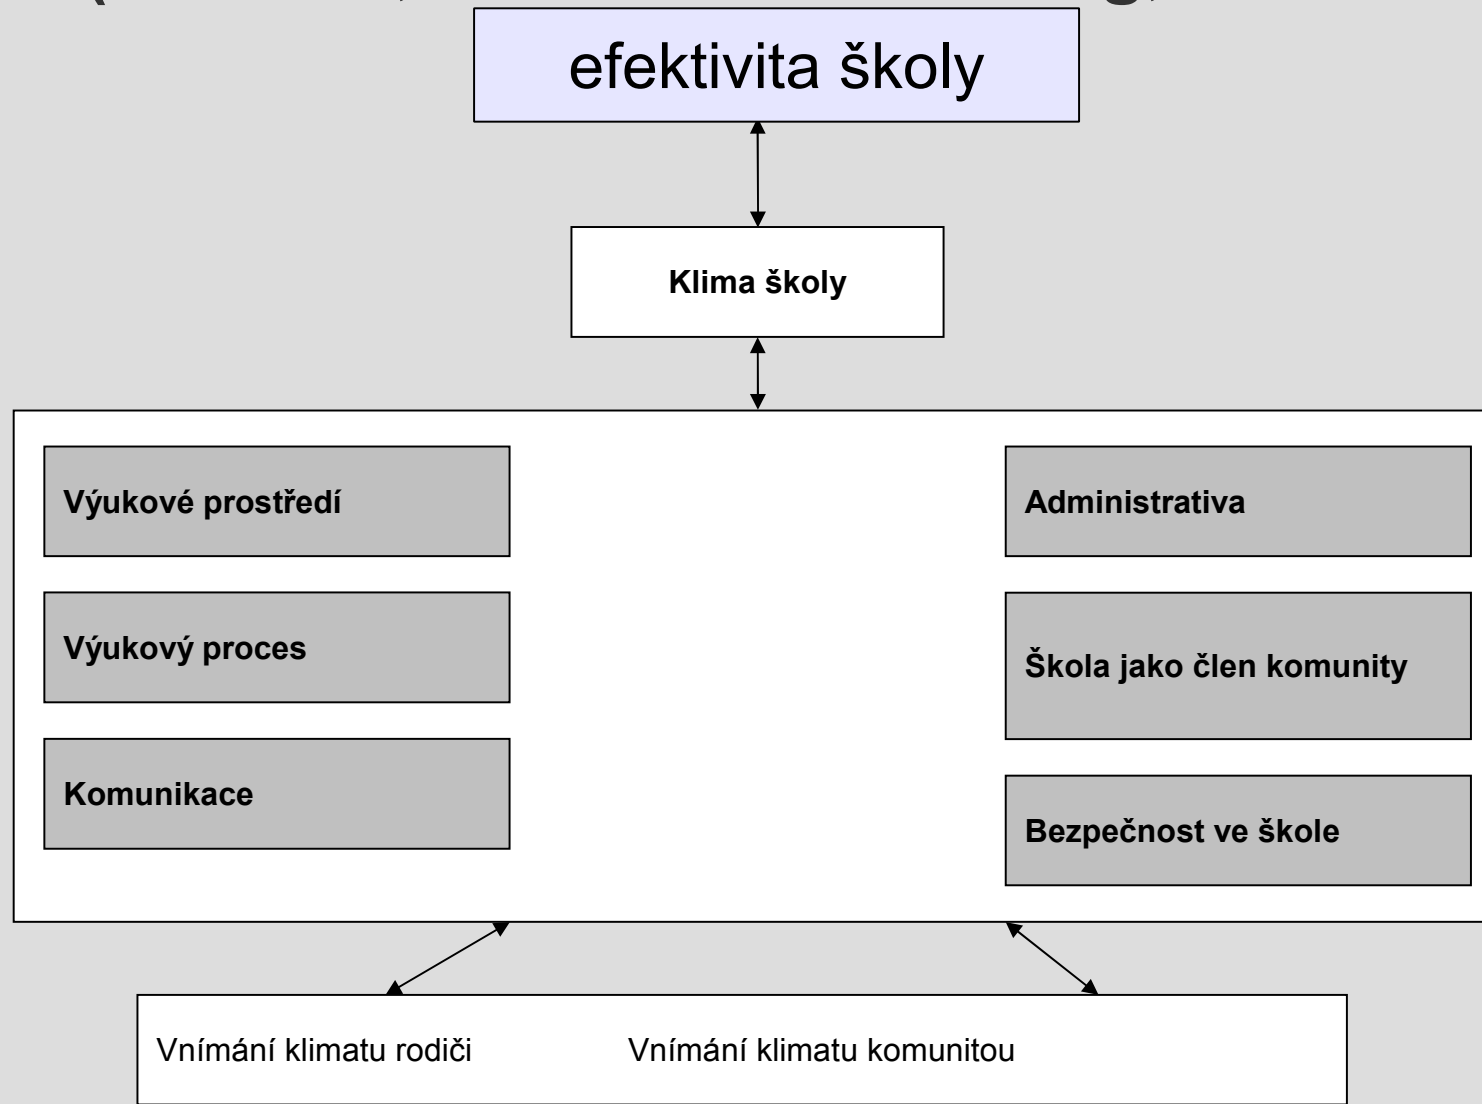 efektivita školy
Klima školy
Výukové prostředí
Administrativa
Výukový proces
Škola jako člen komunity
Komunikace
Bezpečnost ve škole
Vnímání klimatu rodiči
Vnímání klimatu komunitou